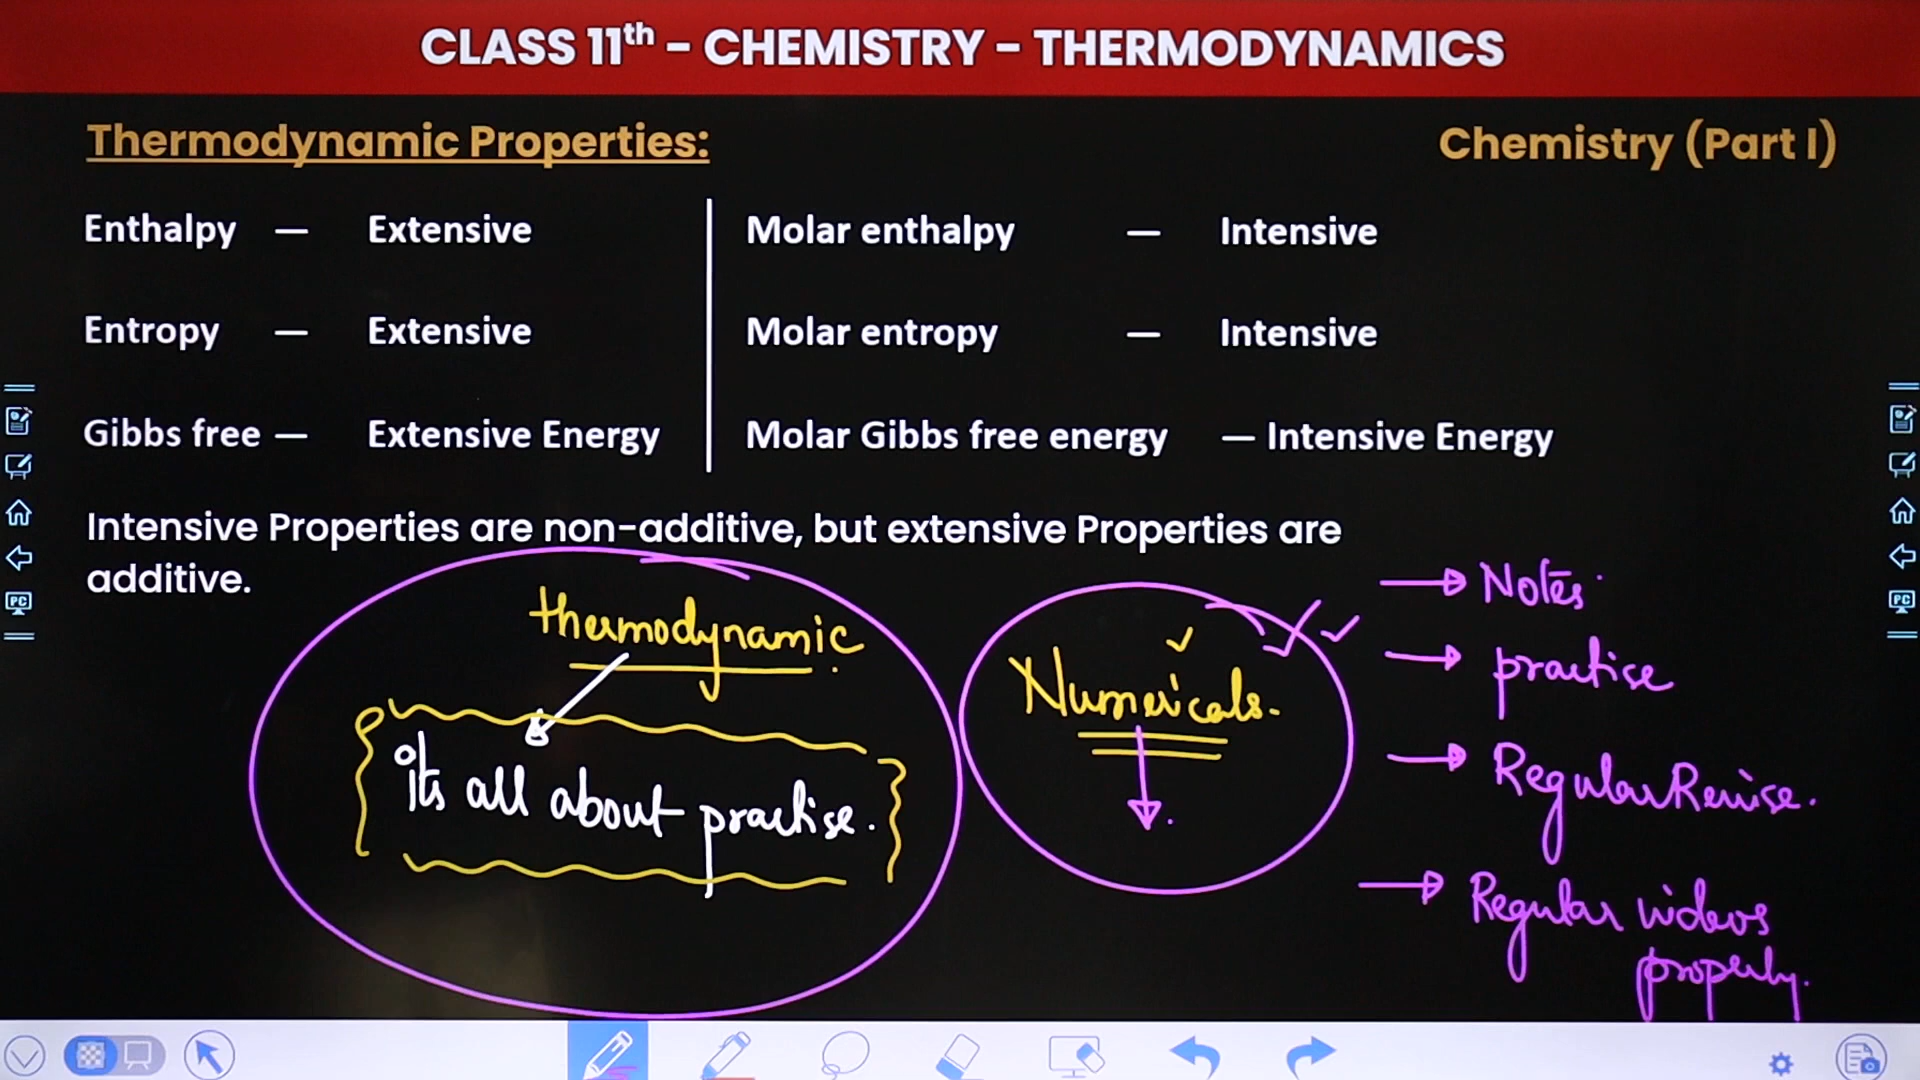 CLASS 11th - CHEMISTRY - THERMODYNAMICS
Thermodynamic Properties:
Chemistry (Part I)
Enthalpy — Extensive
Molar enthalpy — Intensive
Entropy — Extensive
Molar entropy — Intensive
Gibbs free — Extensive Energy
Molar Gibbs free energy — Intensive Energy
Intensive Properties are non-additive, but extensive Properties are
additive.
thermodynamic
its all about practise.
Numericals.
→ Notes
→ practise
→ Regular Revise.
→ Regular videos
properly.
PC
PC